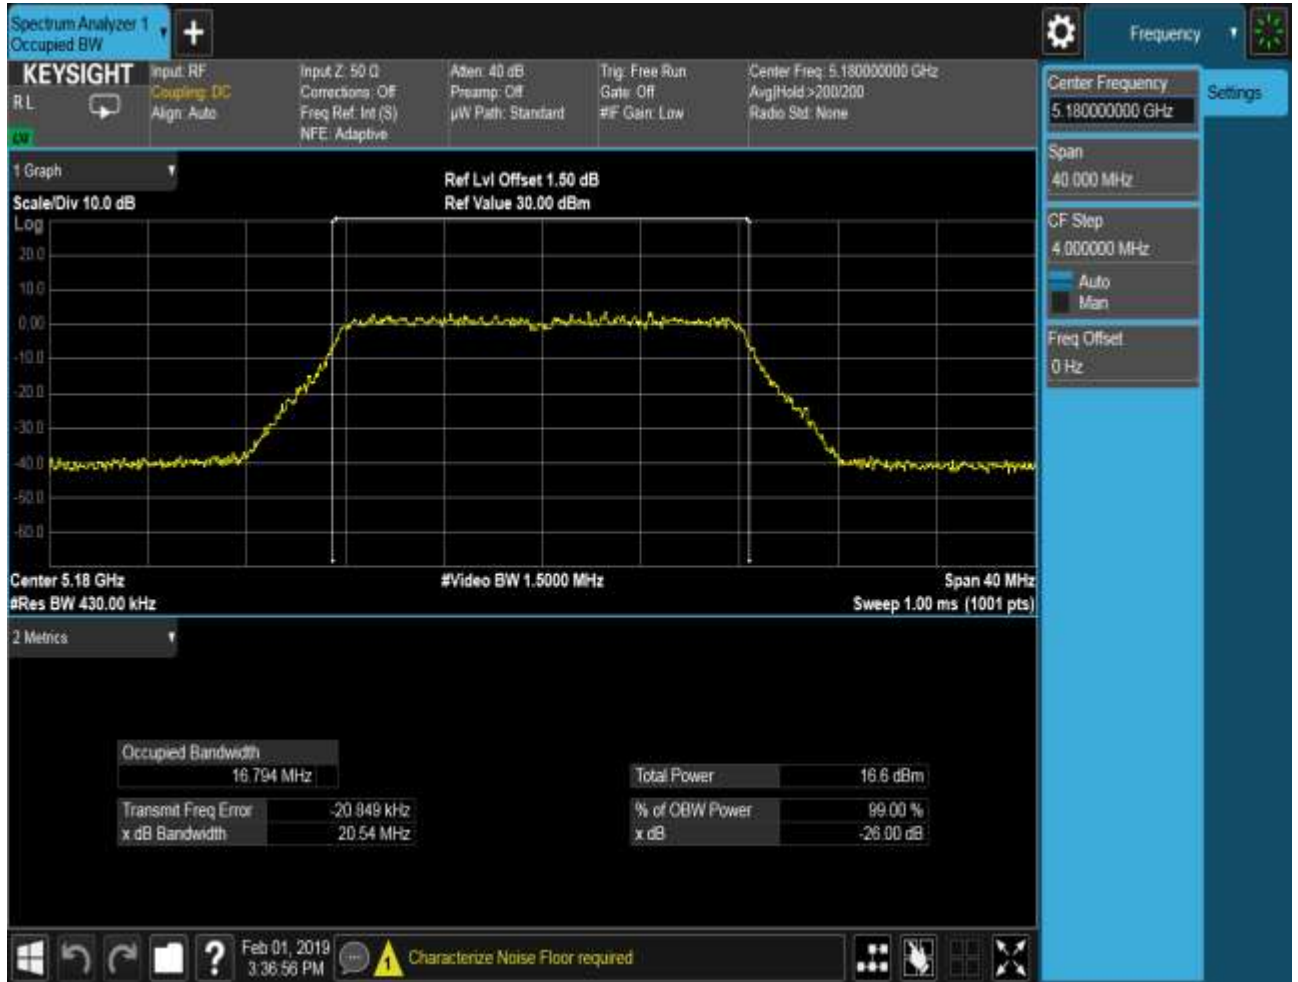 Spectrum Analyzer 1
Occupied BW
Frequency
KEYSIGHT
RL
Input: RF
Coupling: DC
Align: Auto
Input Z: 50 Ω
Corrections: Off
Freq Ref: Int (S)
NFE: Adaptive
Atten: 40 dB
Preamp: Off
µW Path: Standard
Trig: Free Run
Gate: Off
#IF Gain: Low
Center Freq: 5.180000000 GHz
Avg|Hold:>200/200
Radio Std: None
Center Frequency
5.180000000 GHz
Settings
Span
40.000 MHz
CF Step
4.000000 MHz
Auto
Man
Freq Offset
0 Hz
1 Graph
Scale/Div 10.0 dB
Ref Lvl Offset 1.50 dB
Ref Value 30.00 dBm
Log
20.0
10.0
0.00
-10.0
-20.0
-30.0
-40.0
-50.0
-60.0
Center 5.18 GHz
#Video BW 1.5000 MHz
Span 40 MHz
#Res BW 430.00 kHz
Sweep 1.00 ms (1001 pts)
2 Metrics
Occupied Bandwidth
16.794 MHz
Total Power 16.6 dBm
Transmit Freq Error -20.849 kHz
% of OBW Power 99.00 %
x dB Bandwidth 20.54 MHz
x dB -26.00 dB
?
Feb 01, 2019
3:36:56 PM
1
Characterize Noise Floor required